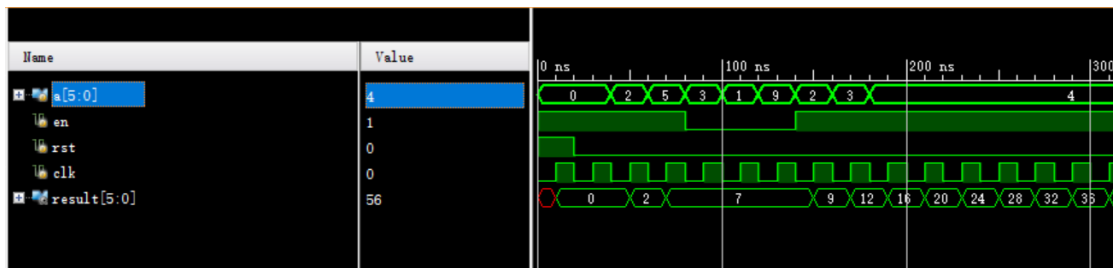 Name Value
0 ns 100 ns 200 ns 300
a[5:0] 4 0 2 5 3 1 9 2 3 4
en 1
rst 0
clk 0
result[5:0] 56 0 2 7 9 12 16 20 24 28 32 36